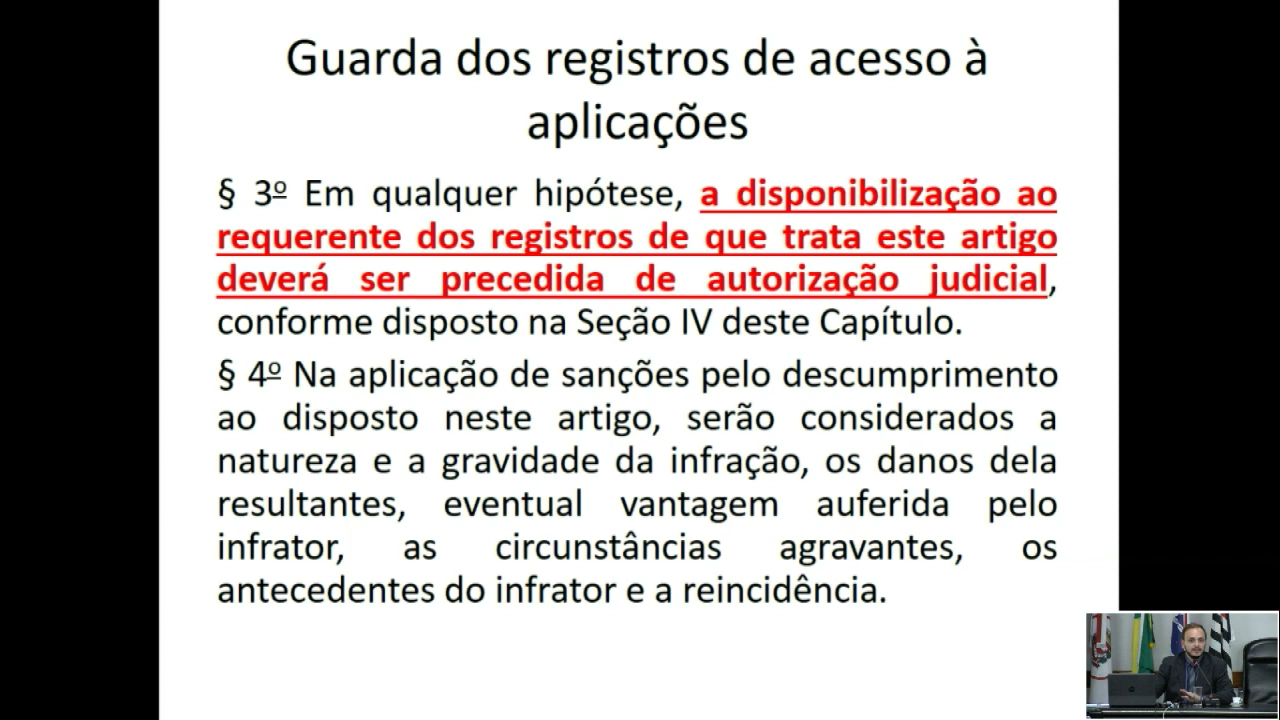 Guarda dos registros de acesso à
aplicações
§ 3º Em qualquer hipótese, a disponibilização ao
requerente dos registros de que trata este artigo
deverá ser precedida de autorização judicial,
conforme disposto na Seção IV deste Capítulo.
§ 4º Na aplicação de sanções pelo descumprimento
ao disposto neste artigo, serão considerados a
natureza e a gravidade da infração, os danos dela
resultantes, eventual vantagem auferida pelo
infrator, as circunstâncias agravantes, os
antecedentes do infrator e a reincidência.